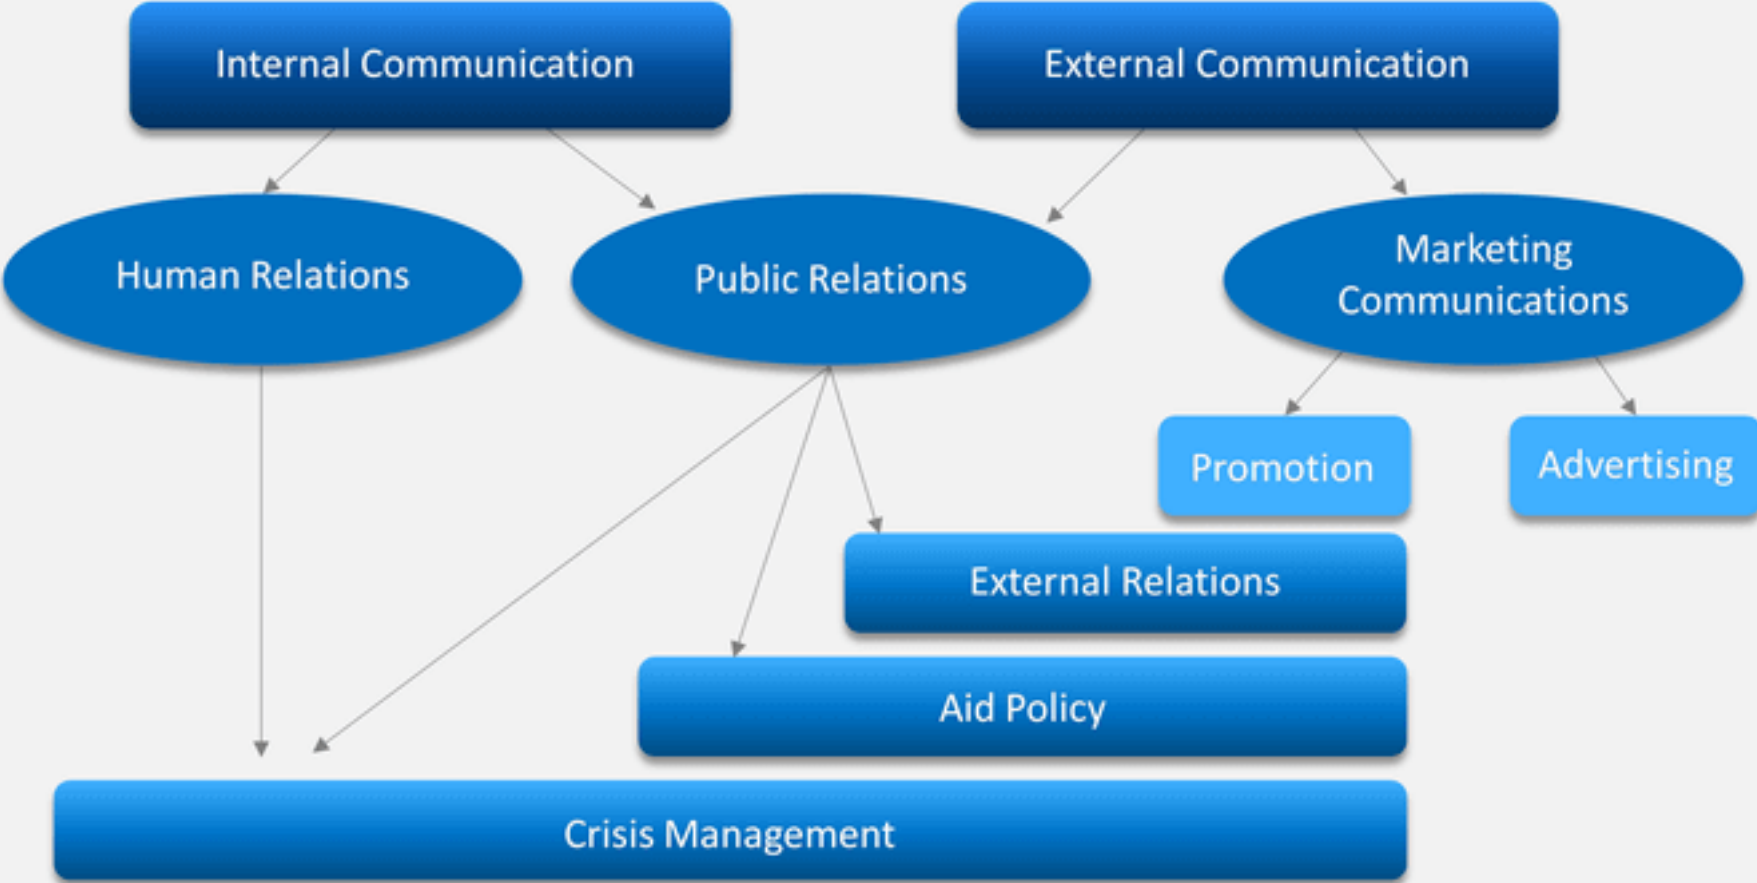 Internal Communication
External Communication
Human Relations
Public Relations
Marketing
Communications
Promotion
Advertising
External Relations
Aid Policy
Crisis Management